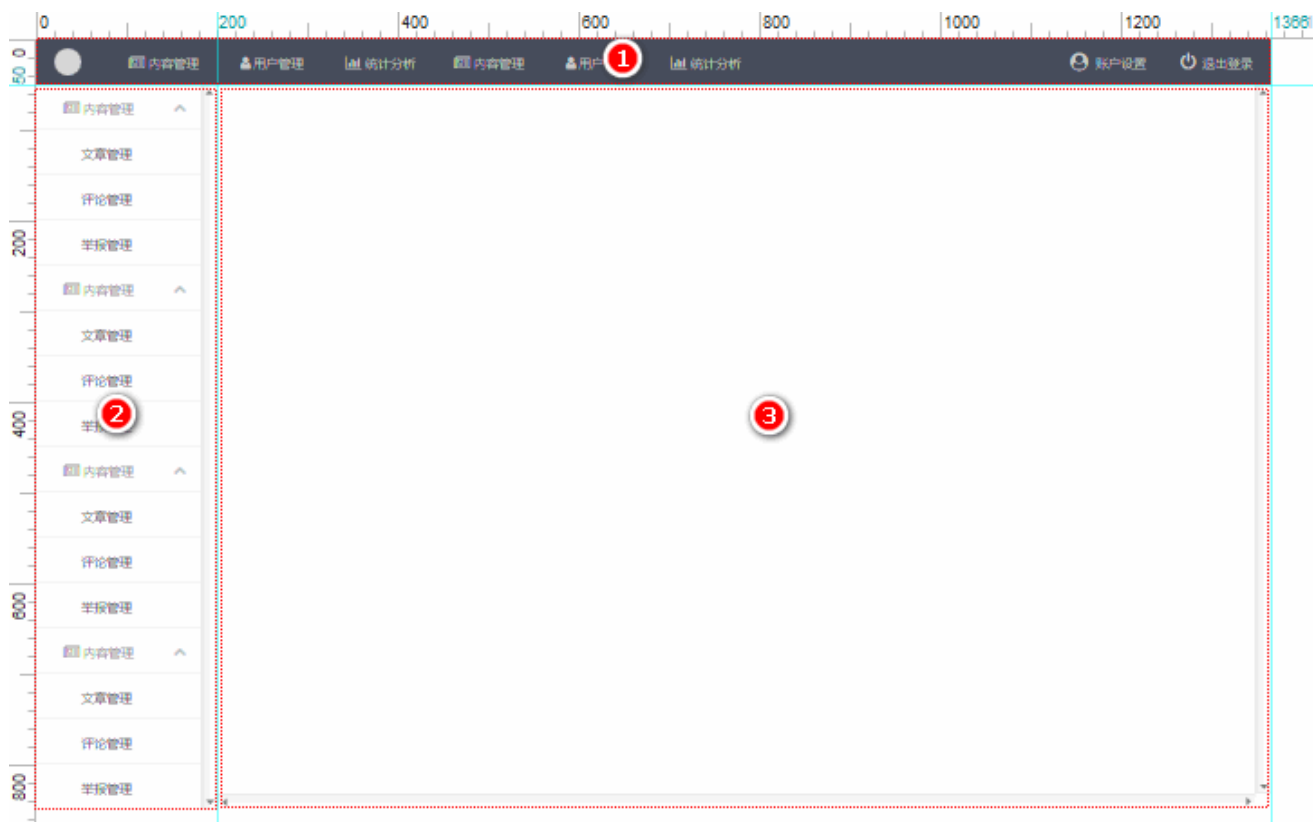 0 200 400 600 800 1000 1200 1366
0
50
内容管理 用户管理 统计分析 内容管理 用户 1 统计分析 账户设置 退出登录
内容管理
文章管理
评论管理
200
举报管理
内容管理
文章管理
评论管理
400
举 2
3
内容管理
文章管理
评论管理
600
举报管理
内容管理
文章管理
评论管理
800
举报管理